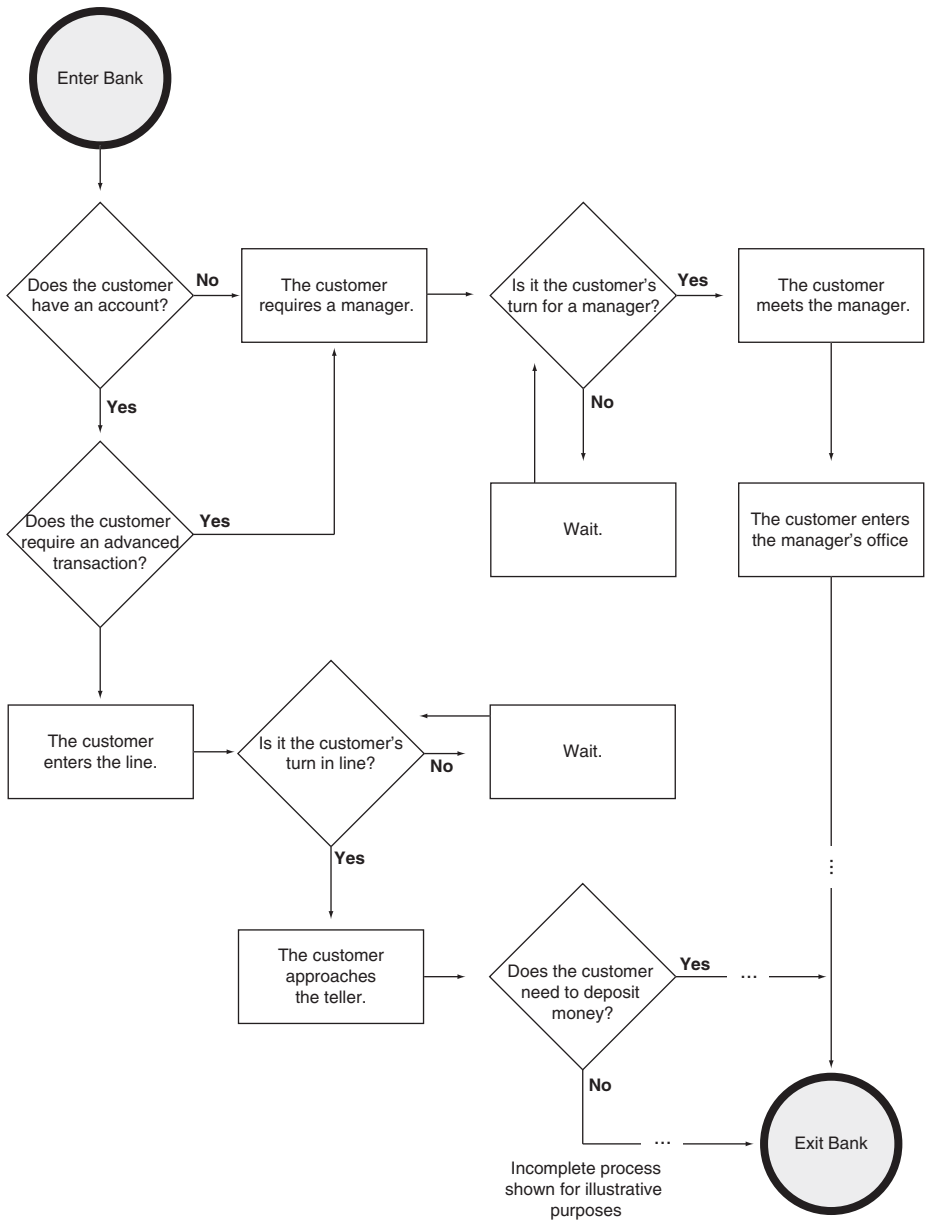 Enter Bank
Does the customer
have an account?
No
The customer
requires a manager.
Is it the customer's
turn for a manager?
Yes
The customer
meets the manager.
Yes
No
Does the customer
require an advanced
transaction?
Yes
Wait.
The customer enters
the manager's office
The customer
enters the line.
Is it the customer's
turn in line?
No
Wait.
Yes
...
The customer
approaches
the teller.
Does the customer
need to deposit
money?
Yes
...
No
...
Exit Bank
Incomplete process
shown for illustrative
purposes